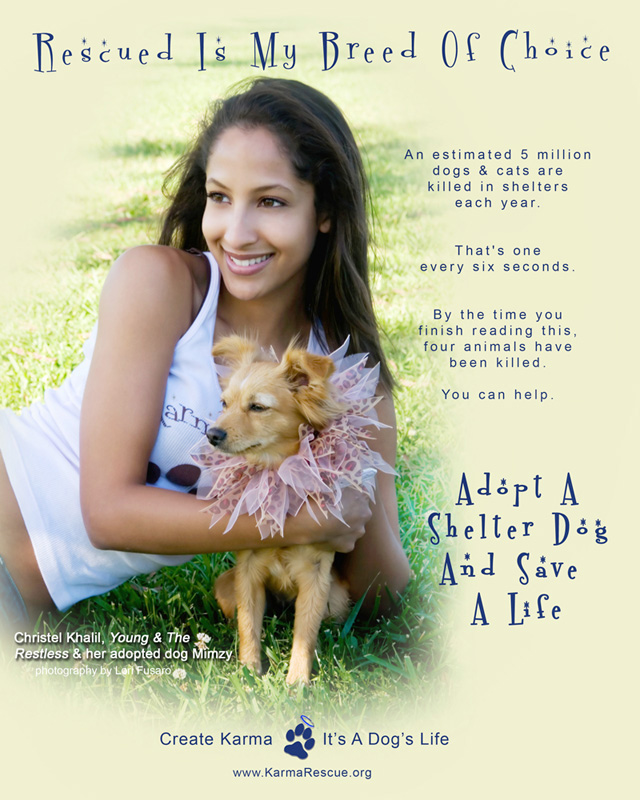 Rescued Is My Breed Of Choice
An estimated 5 million
dogs & cats are
killed in shelters
each year.
That's one
every six seconds.
By the time you
finish reading this,
four animals have
been killed.
You can help.
Karm
Adopt A
Shelter Dog
And Save
A Life
Christel Khalil, Young & The
Restless & her adopted dog Mimzy
photography by Lori Fusaro
Create Karma It's A Dog's Life
www.KarmaRescue.org